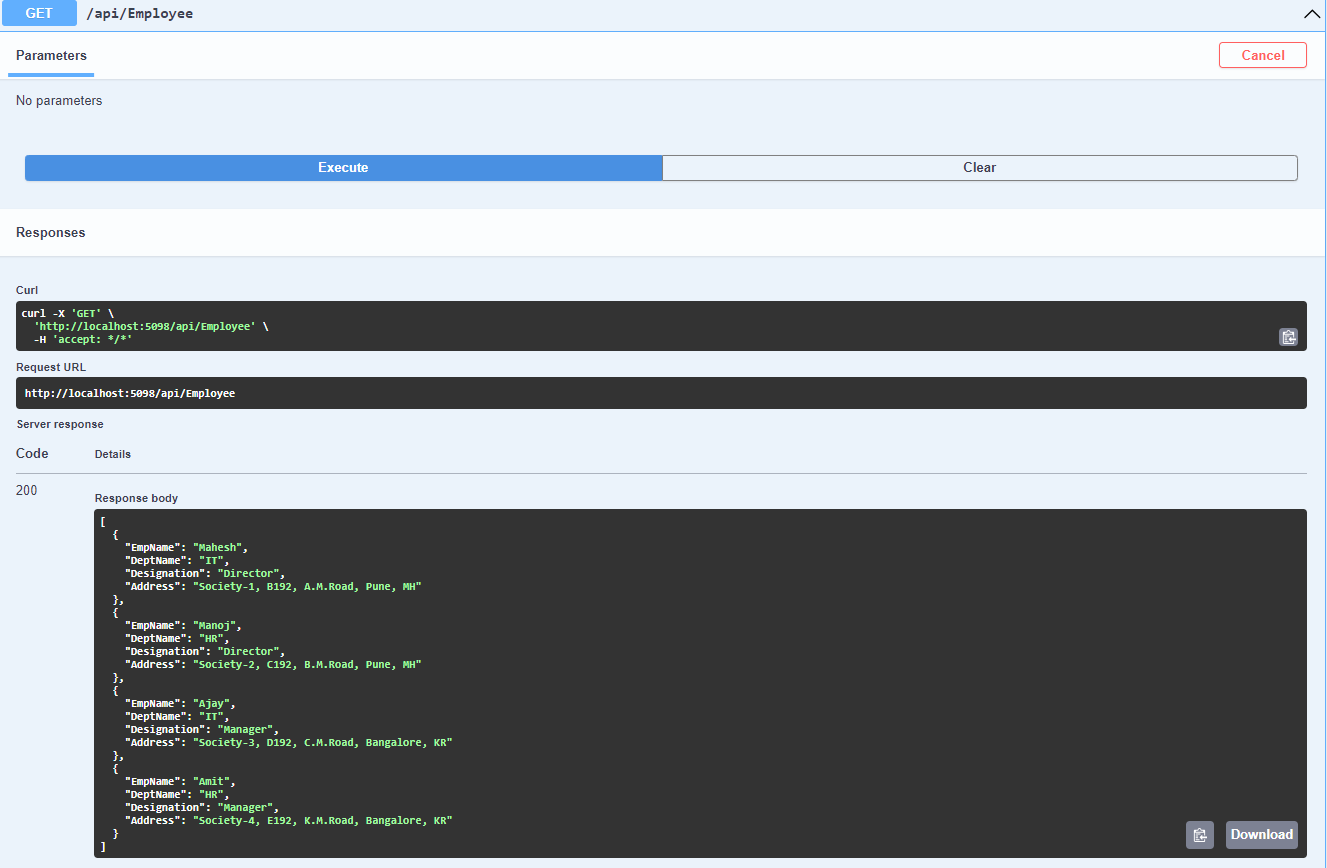 GET /api/Employee
Parameters
Cancel
No parameters
Execute
Clear
Responses
Curl
curl -X 'GET' \
  'http://localhost:5098/api/Employee' \
  -H 'accept: */*'
Request URL
http://localhost:5098/api/Employee
Server response
Code Details
200
Response body
[
  {
    "EmpName": "Mahesh",
    "DeptName": "IT",
    "Designation": "Director",
    "Address": "Society-1, B192, A.M.Road, Pune, MH"
  },
  {
    "EmpName": "Manoj",
    "DeptName": "HR",
    "Designation": "Director",
    "Address": "Society-2, C192, B.M.Road, Pune, MH"
  },
  {
    "EmpName": "Ajay",
    "DeptName": "IT",
    "Designation": "Manager",
    "Address": "Society-3, D192, C.M.Road, Bangalore, KR"
  },
  {
    "EmpName": "Amit",
    "DeptName": "HR",
    "Designation": "Manager",
    "Address": "Society-4, E192, K.M.Road, Bangalore, KR"
  }
]
Download